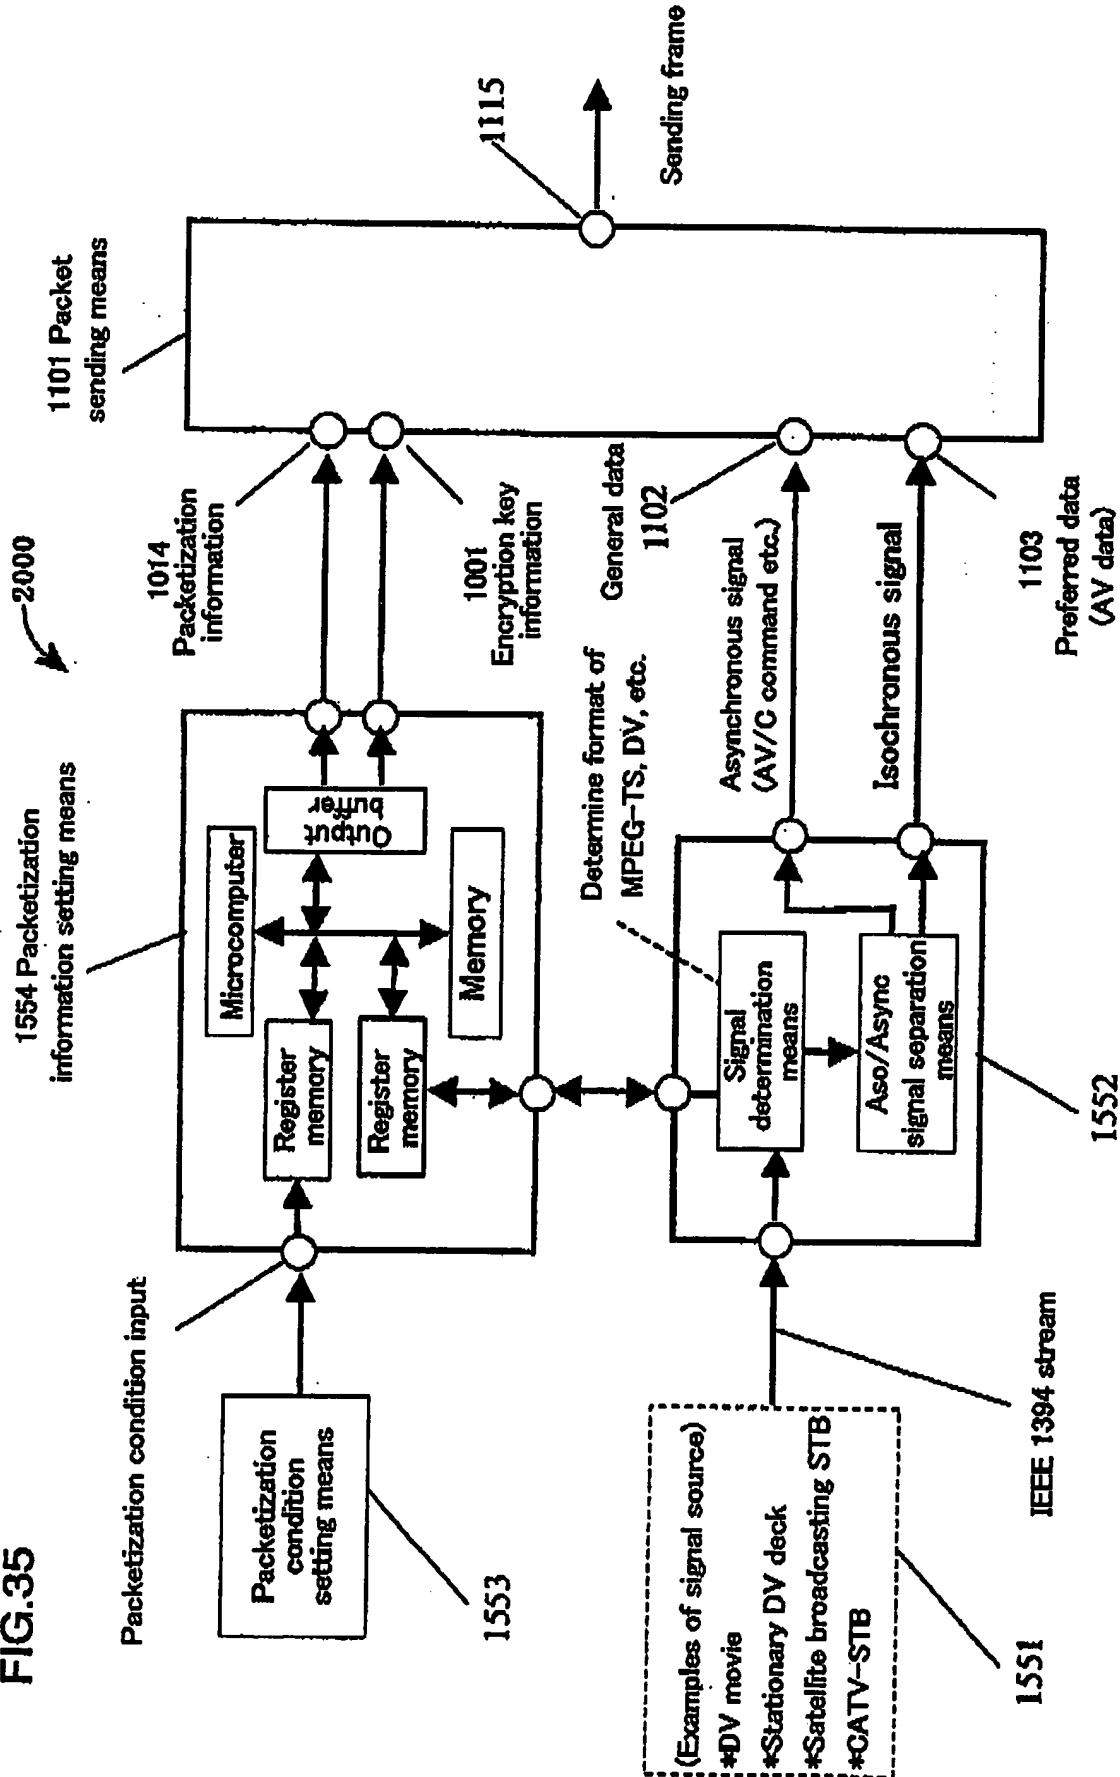 FIG.35
2000
1554 Packetization
information setting means
1101 Packet
sending means
Packetization condition input
Packetization
condition
setting means
1553
Register
memory
Register
memory
Microcomputer
Memory
Output
buffer
1014
Packetization
information
1001
Encryption key
information
1115
Sending frame
(Examples of signal source)
*DV movie
*Stationary DV deck
*Satellite broadcasting STB
*CATV-STB
1551
IEEE 1394 stream
Signal
determination
means
Aso/Async
signal separation
means
1552
Determine format of
MPEG-TS, DV, etc.
Asynchronous signal
(AV/C command etc.)
General data
1102
Isochronous signal
1103
Preferred data
(AV data)